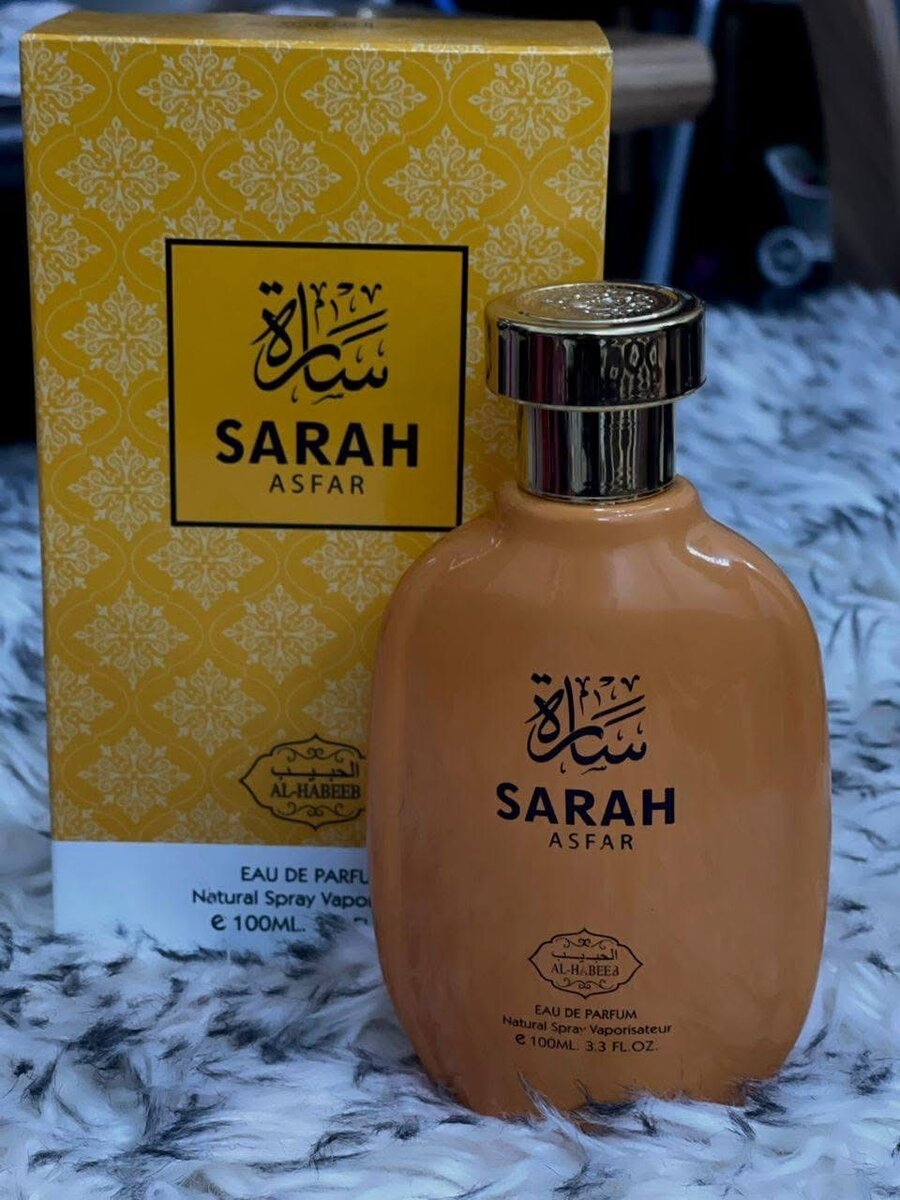 سارة
SARAH
ASFAR
الحبيب
AL-HABEEB
EAU DE PARFU
Natural Spray Vapo
e 100ML. 3.
سارة
SARAH
ASFAR
الحبيب
AL-HABEEB
EAU DE PARFUM
Natural Spray Vaporisateur
e 100ML. 3.3 FL.OZ.